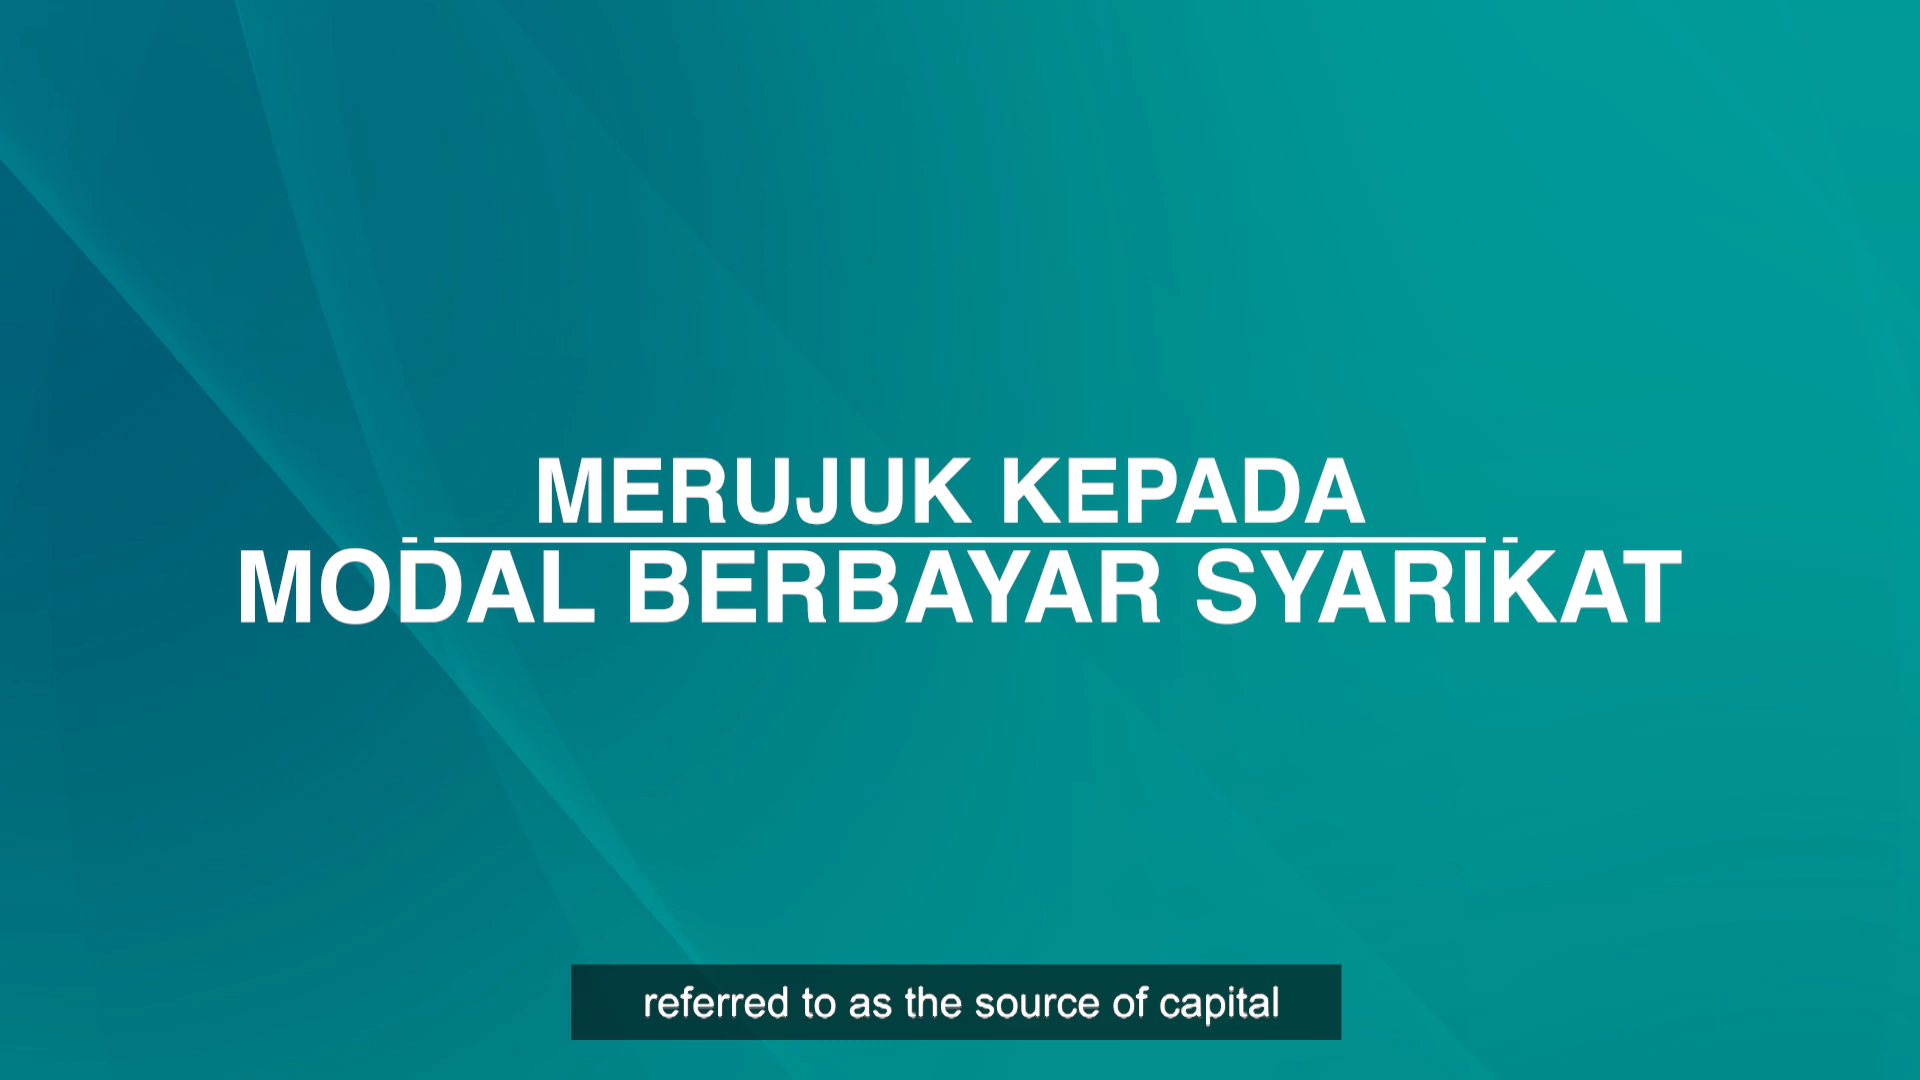 MERUJUK KEPADA
MODAL BERBAYAR SYARIKAT
referred to as the source of capital